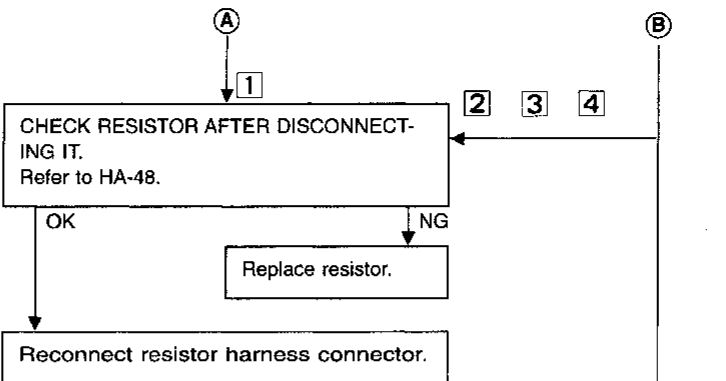 A
B
1
2 3 4
CHECK RESISTOR AFTER DISCONNECT-
ING IT.
Refer to HA-48.
OK
NG
Replace resistor.
Reconnect resistor harness connector.